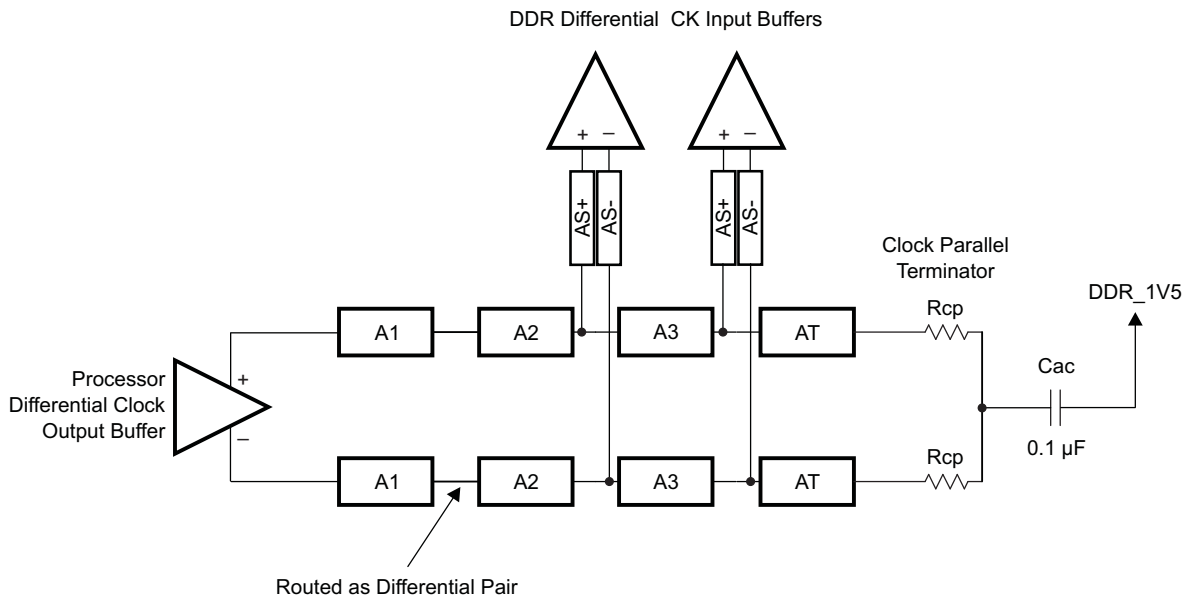 DDR Differential CK Input Buffers
+ – + –
AS+ AS- AS+ AS-
Clock Parallel
Terminator
DDR_1V5
Rcp
A1 A2 A3 AT
Cac
Processor
Differential Clock
Output Buffer
+
–
0.1 µF
Rcp
A1 A2 A3 AT
Routed as Differential Pair